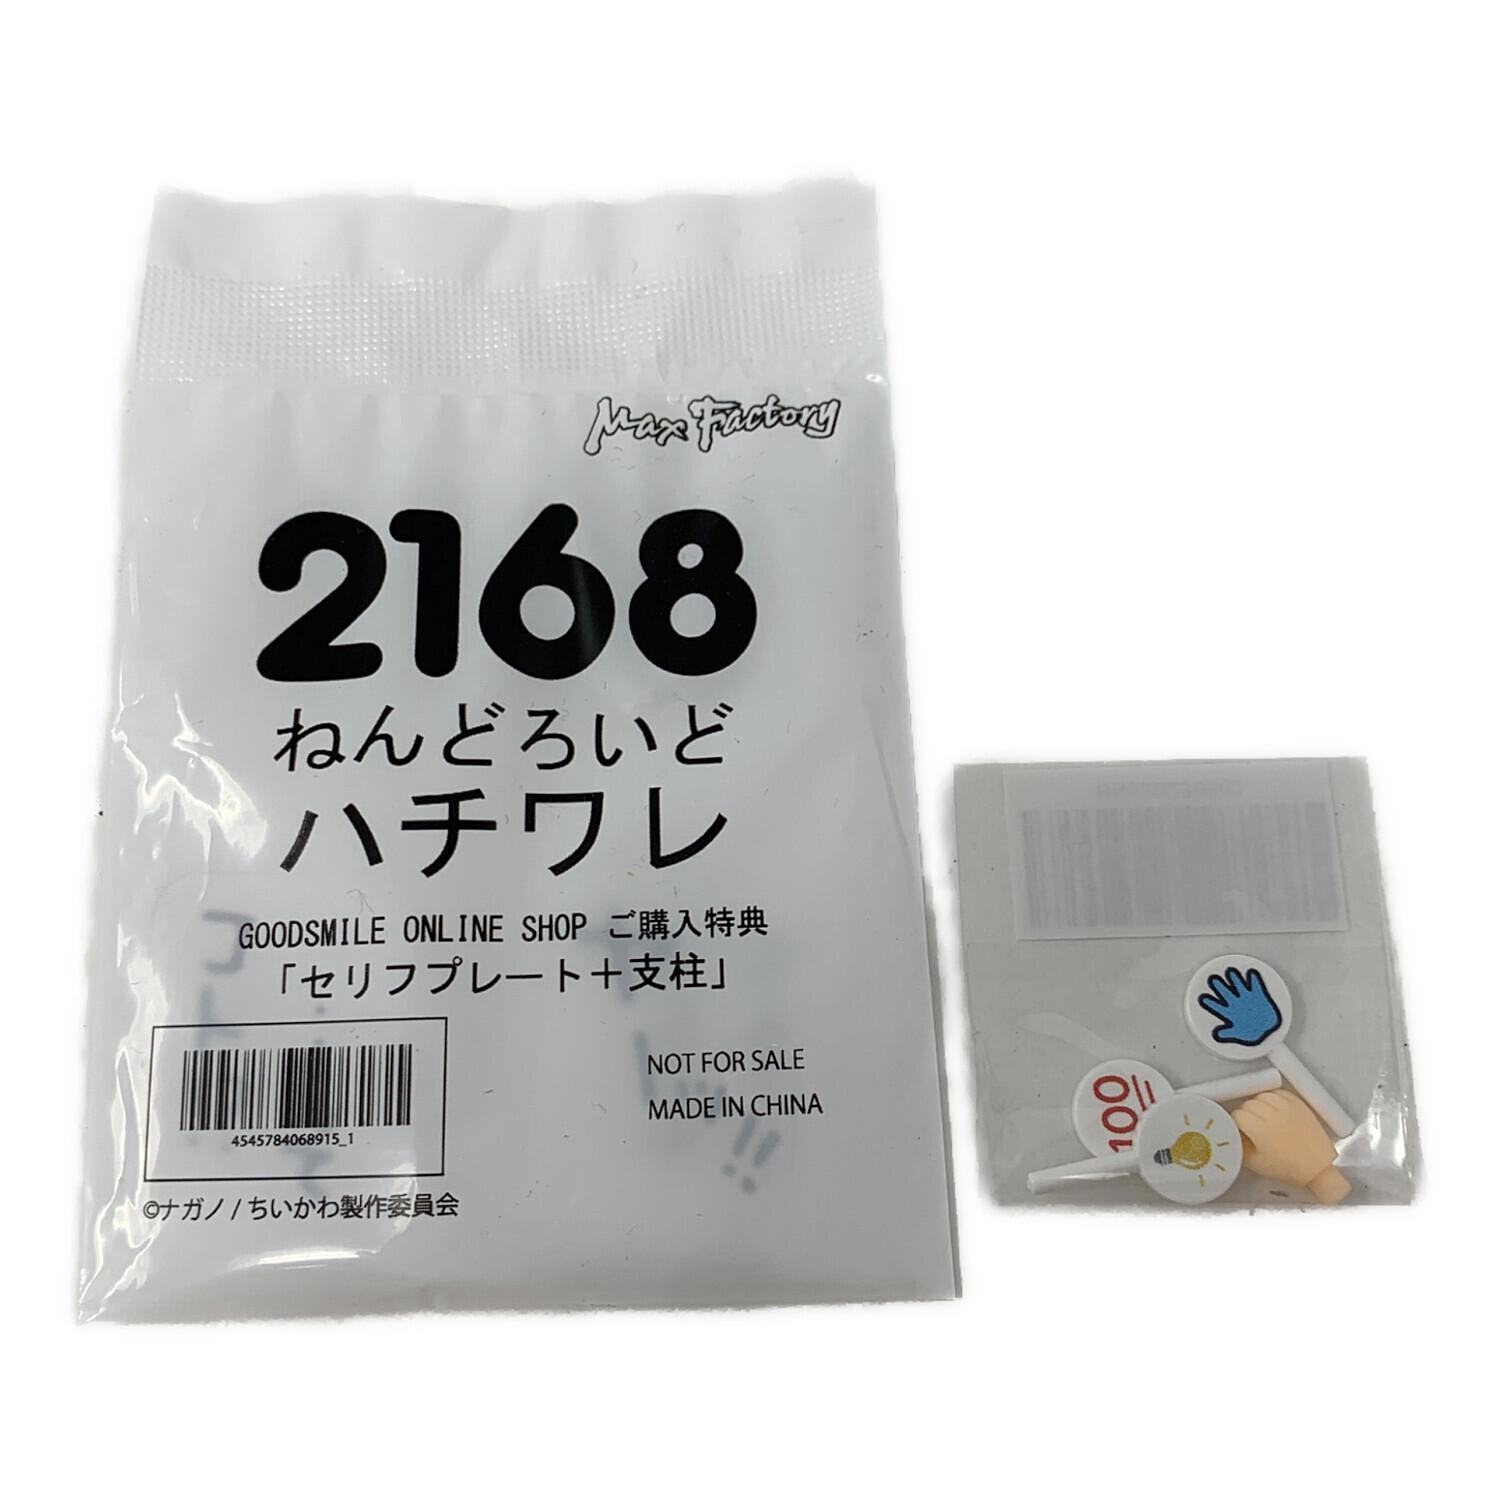 Max Factory
2168
ねんどろいど
ハチワレ
GOODSMILE ONLINE SHOP ご購入特典
「セリフプレート＋支柱」
NOT FOR SALE
MADE IN CHINA
4545784068915_1
©ナガノ / ちいかわ製作委員会
100